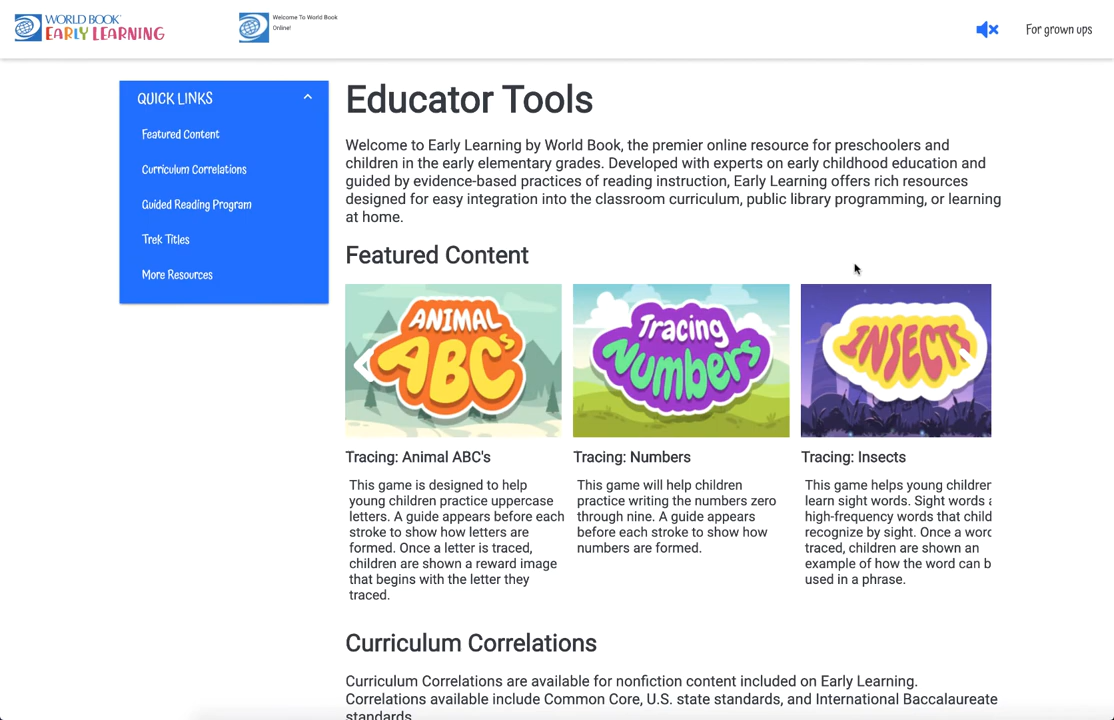 WORLD BOOK
EARLY LEARNING
Welcome To World Book
Online!
For grown ups
QUICK LINKS
Featured Content
Curriculum Correlations
Guided Reading Program
Trek Titles
More Resources
Educator Tools
Welcome to Early Learning by World Book, the premier online resource for preschoolers and
children in the early elementary grades. Developed with experts on early childhood education and
guided by evidence-based practices of reading instruction, Early Learning offers rich resources
designed for easy integration into the classroom curriculum, public library programming, or learning
at home.
Featured Content
ANIMAL
ABC's
Tracing: Animal ABC's
This game is designed to help
young children practice uppercase
letters. A guide appears before each
stroke to show how letters are
formed. Once a letter is traced,
children are shown a reward image
that begins with the letter they
traced.
Tracing
Numbers
Tracing: Numbers
This game will help children
practice writing the numbers zero
through nine. A guide appears
before each stroke to show how
numbers are formed.
INSECTS
Tracing: Insects
This game helps young children
learn sight words. Sight words
high-frequency words that child
recognize by sight. Once a word
traced, children are shown an
example of how the word can b
used in a phrase.
Curriculum Correlations
Curriculum Correlations are available for nonfiction content included on Early Learning.
Correlations available include Common Core, U.S. state standards, and International Baccalaureate
standards.